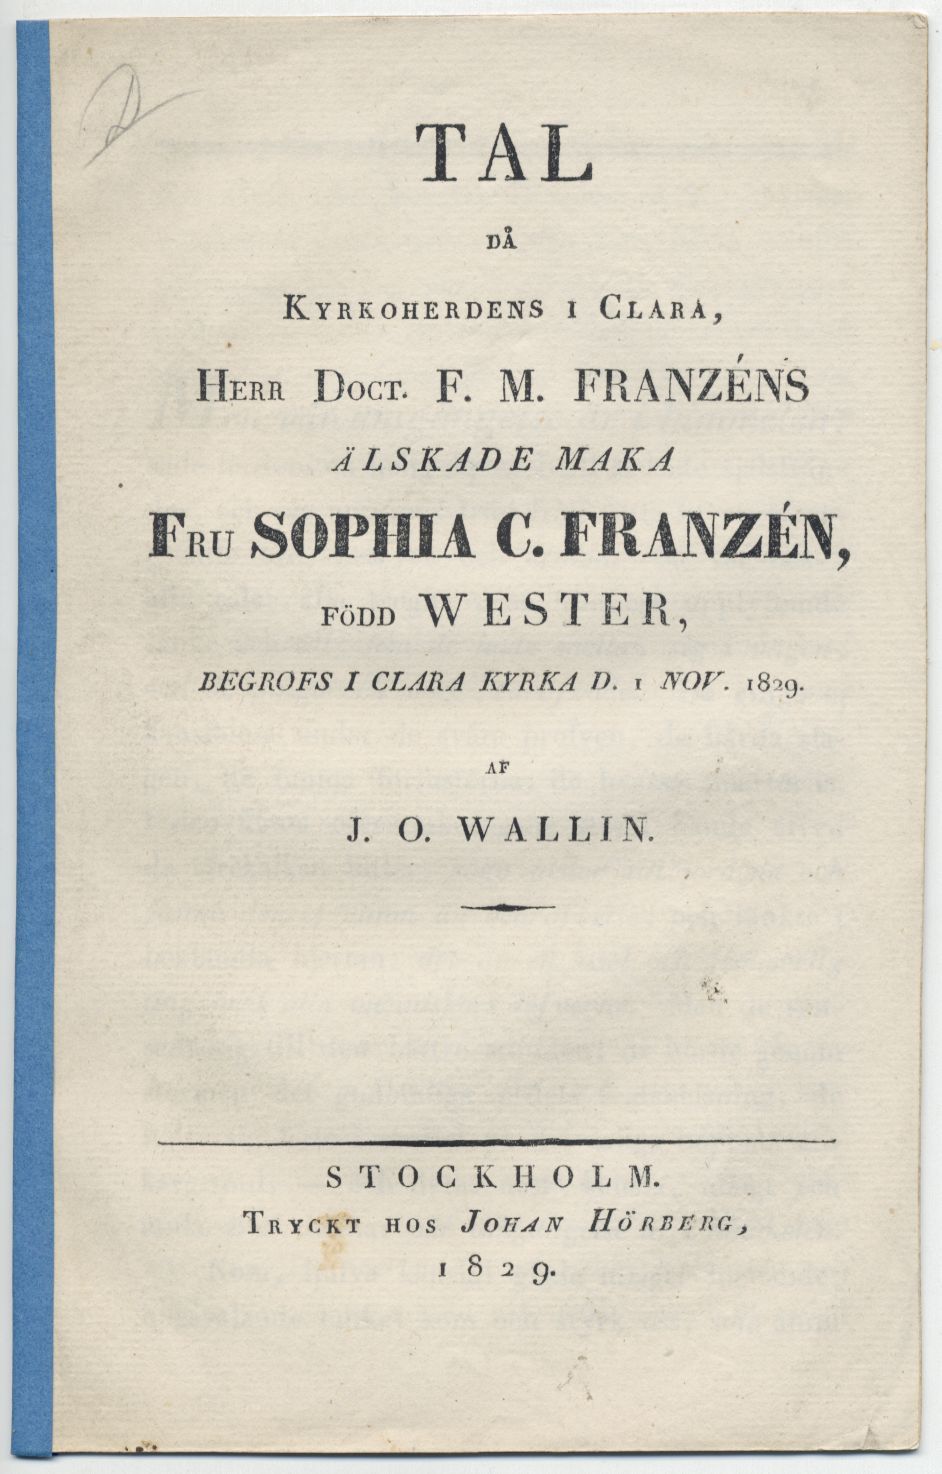 TAL
DÅ
KYRKOHERDENS I CLARA,
HERR DOCT. F. M. FRANZÉNS
ÄLSKADE MAKA
FRU SOPHIA C. FRANZÉN,
FÖDD WESTER,
BEGROFS I CLARA KYRKA D. 1 NOV. 1829.
AF
J. O. WALLIN.
STOCKHOLM.
TRYCKT HOS JOHAN HÖRBERG,
1829.